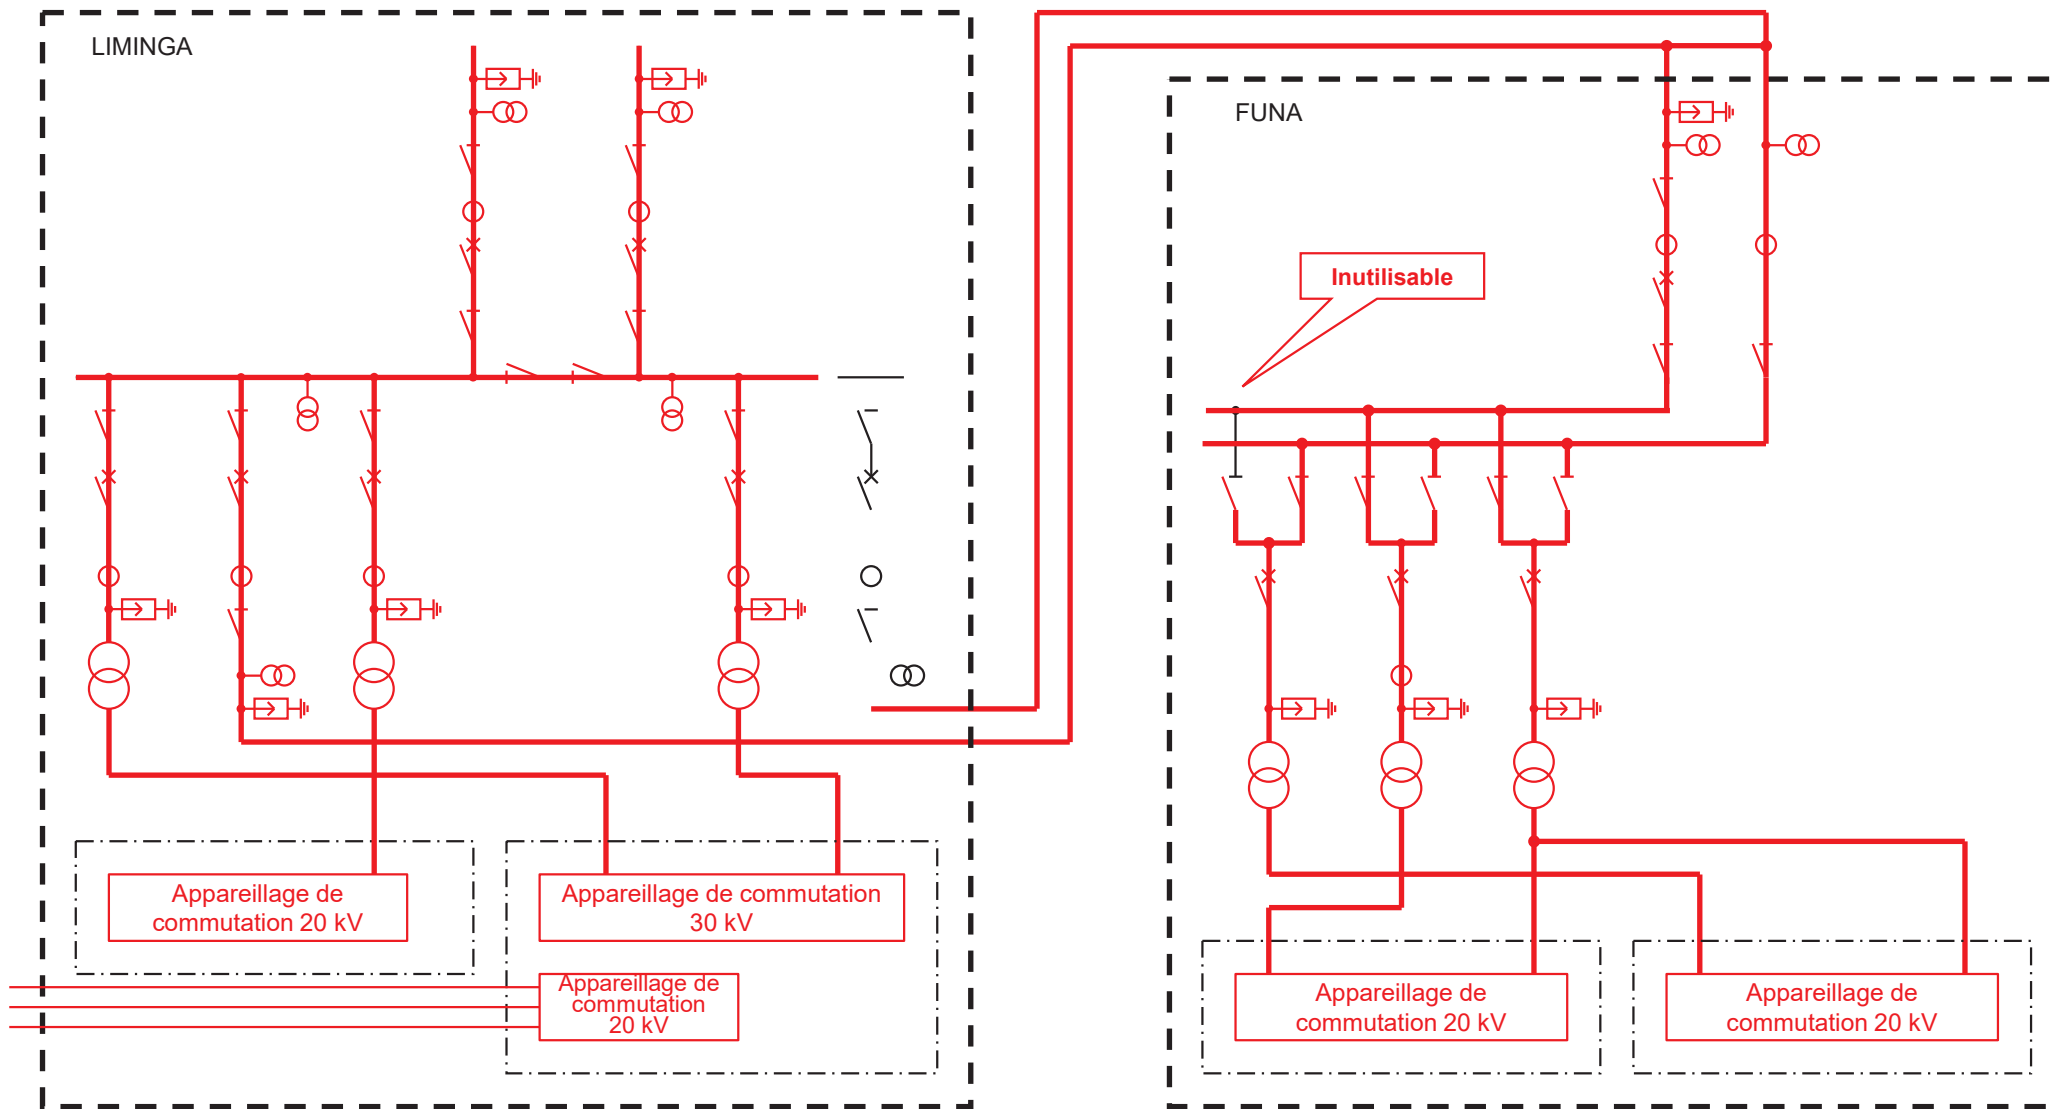 LIMINGA
FUNA
Inutilisable
Appareillage de
commutation 20 kV
Appareillage de commutation
30 kV
Appareillage de
commutation
20 kV
Appareillage de
commutation 20 kV
Appareillage de
commutation 20 kV